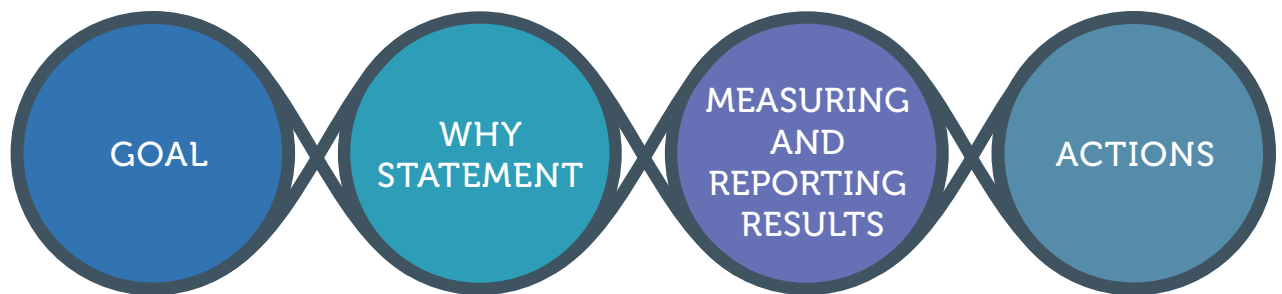 GOAL
WHY
STATEMENT
MEASURING
AND
REPORTING
RESULTS
ACTIONS